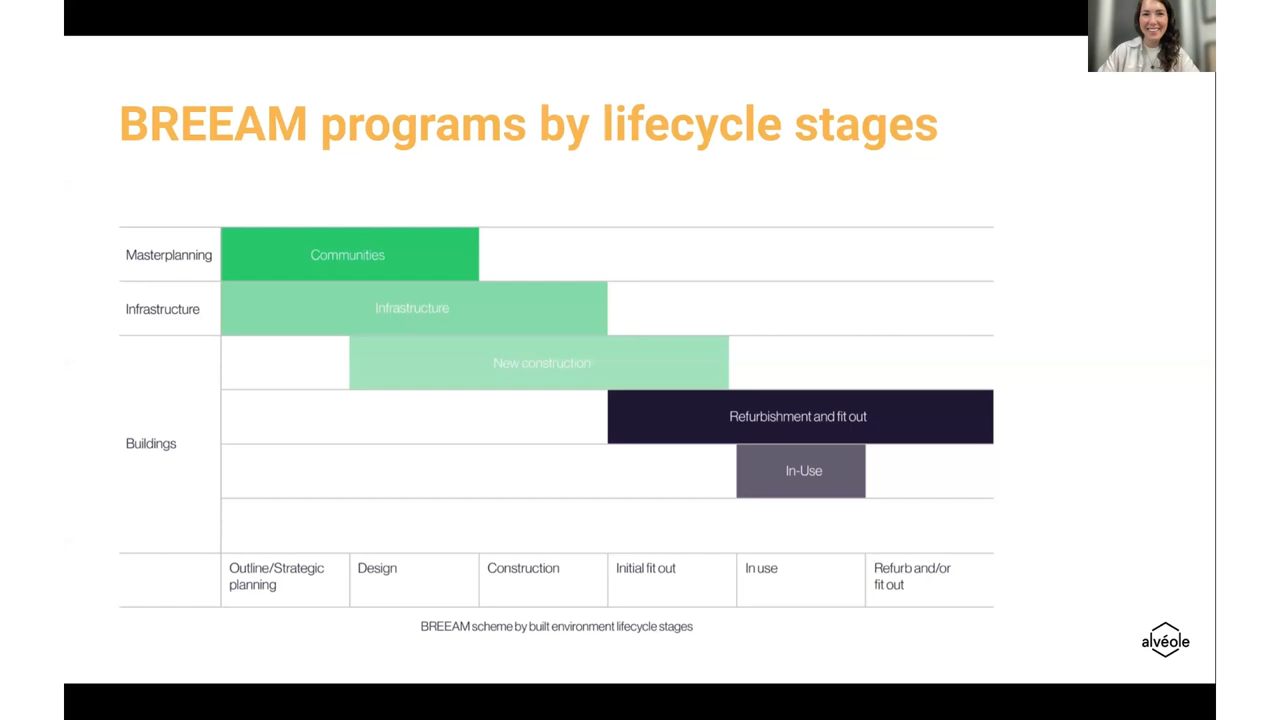 BREEAM programs by lifecycle stages
Masterplanning
Communities
Infrastructure
Infrastructure
New construction
Refurbishment and fit out
Buildings
In-Use
Outline/Strategic
planning
Design
Construction
Initial fit out
In use
Refurb and/or
fit out
BREEAM scheme by built environment lifecycle stages
alvéole